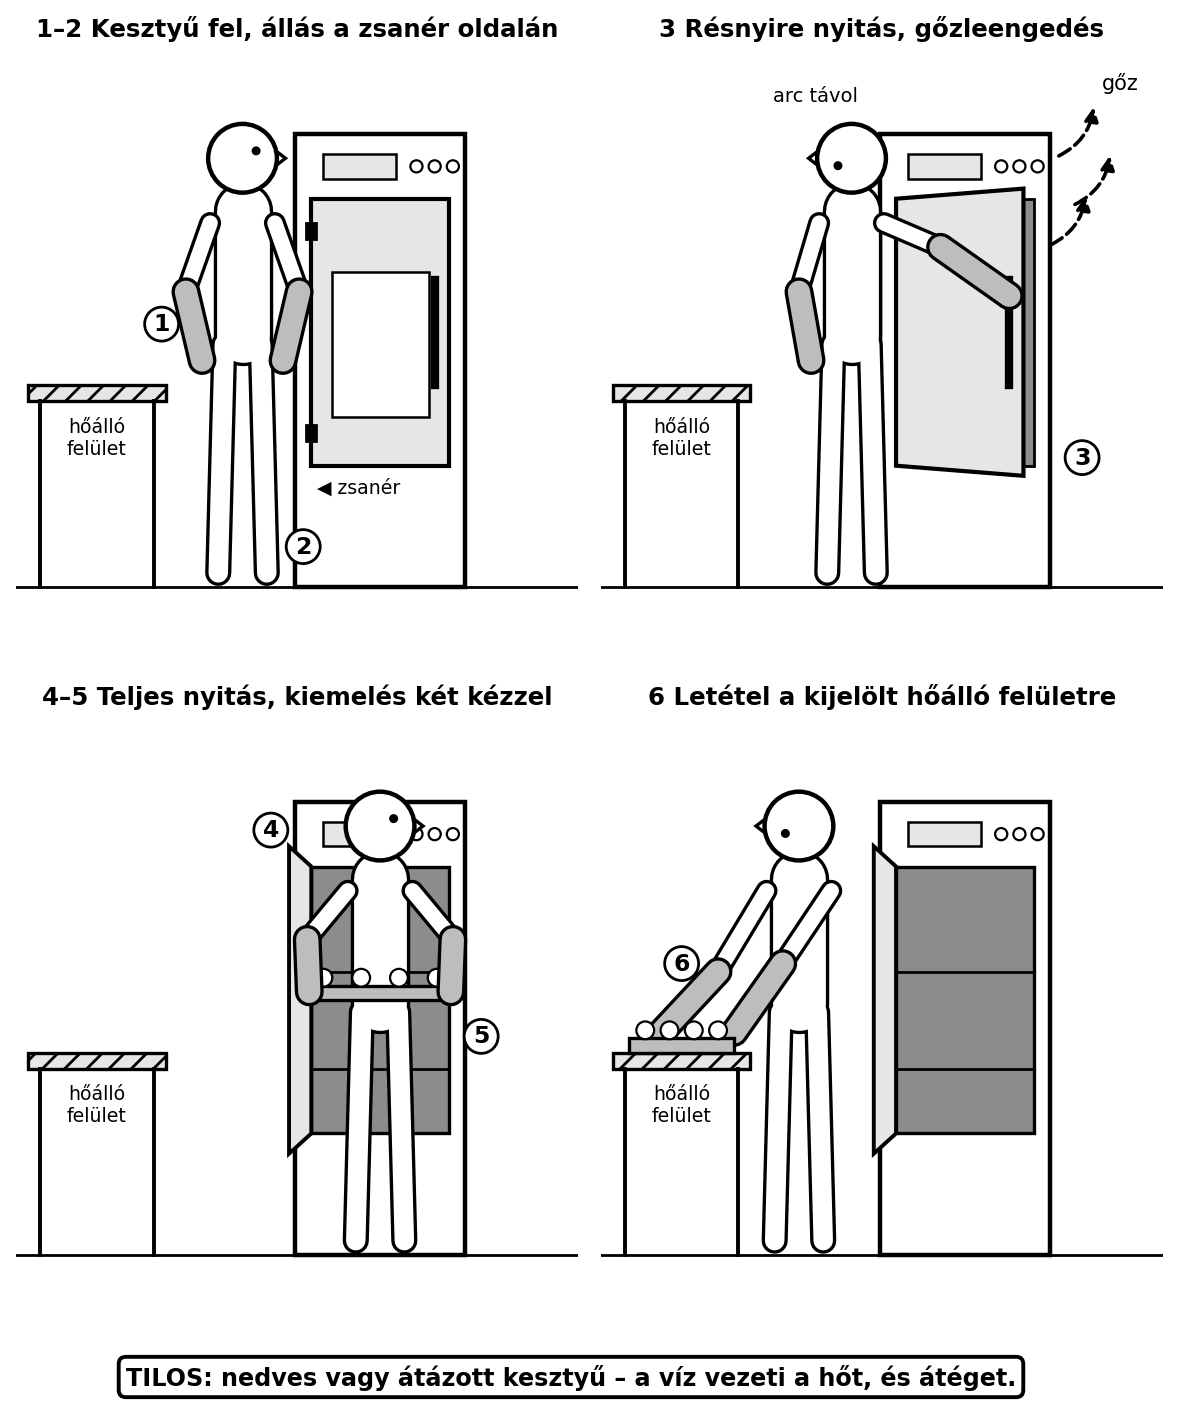 1–2 Kesztyű fel, állás a zsanér oldalán
1
hőálló
felület
◀ zsanér
2
3 Résnyire nyitás, gőzleengedés
gőz
arc távol
hőálló
felület
3
4–5 Teljes nyitás, kiemelés két kézzel
4
5
hőálló
felület
6 Letétel a kijelölt hőálló felületre
6
hőálló
felület
TILOS: nedves vagy átázott kesztyű – a víz vezeti a hőt, és átéget.